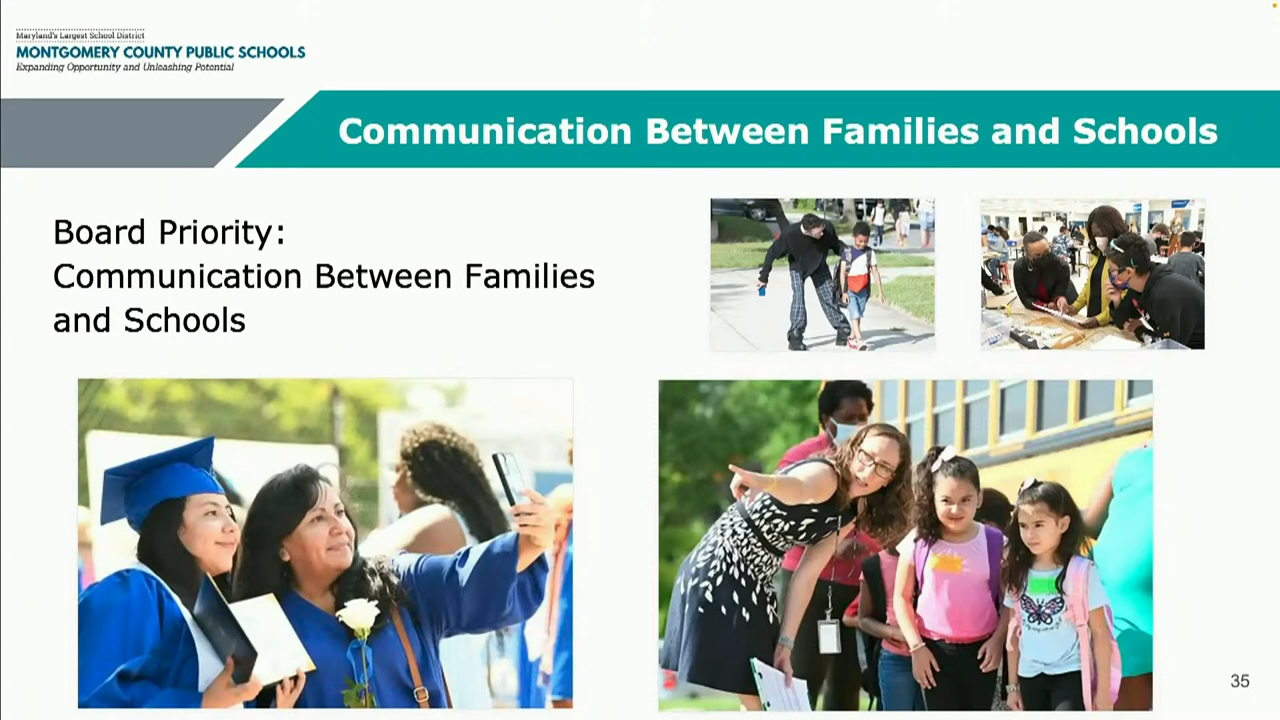 Maryland's Largest School District
MONTGOMERY COUNTY PUBLIC SCHOOLS
Expanding Opportunity and Unleashing Potential
Communication Between Families and Schools
Board Priority:
Communication Between Families
and Schools
35